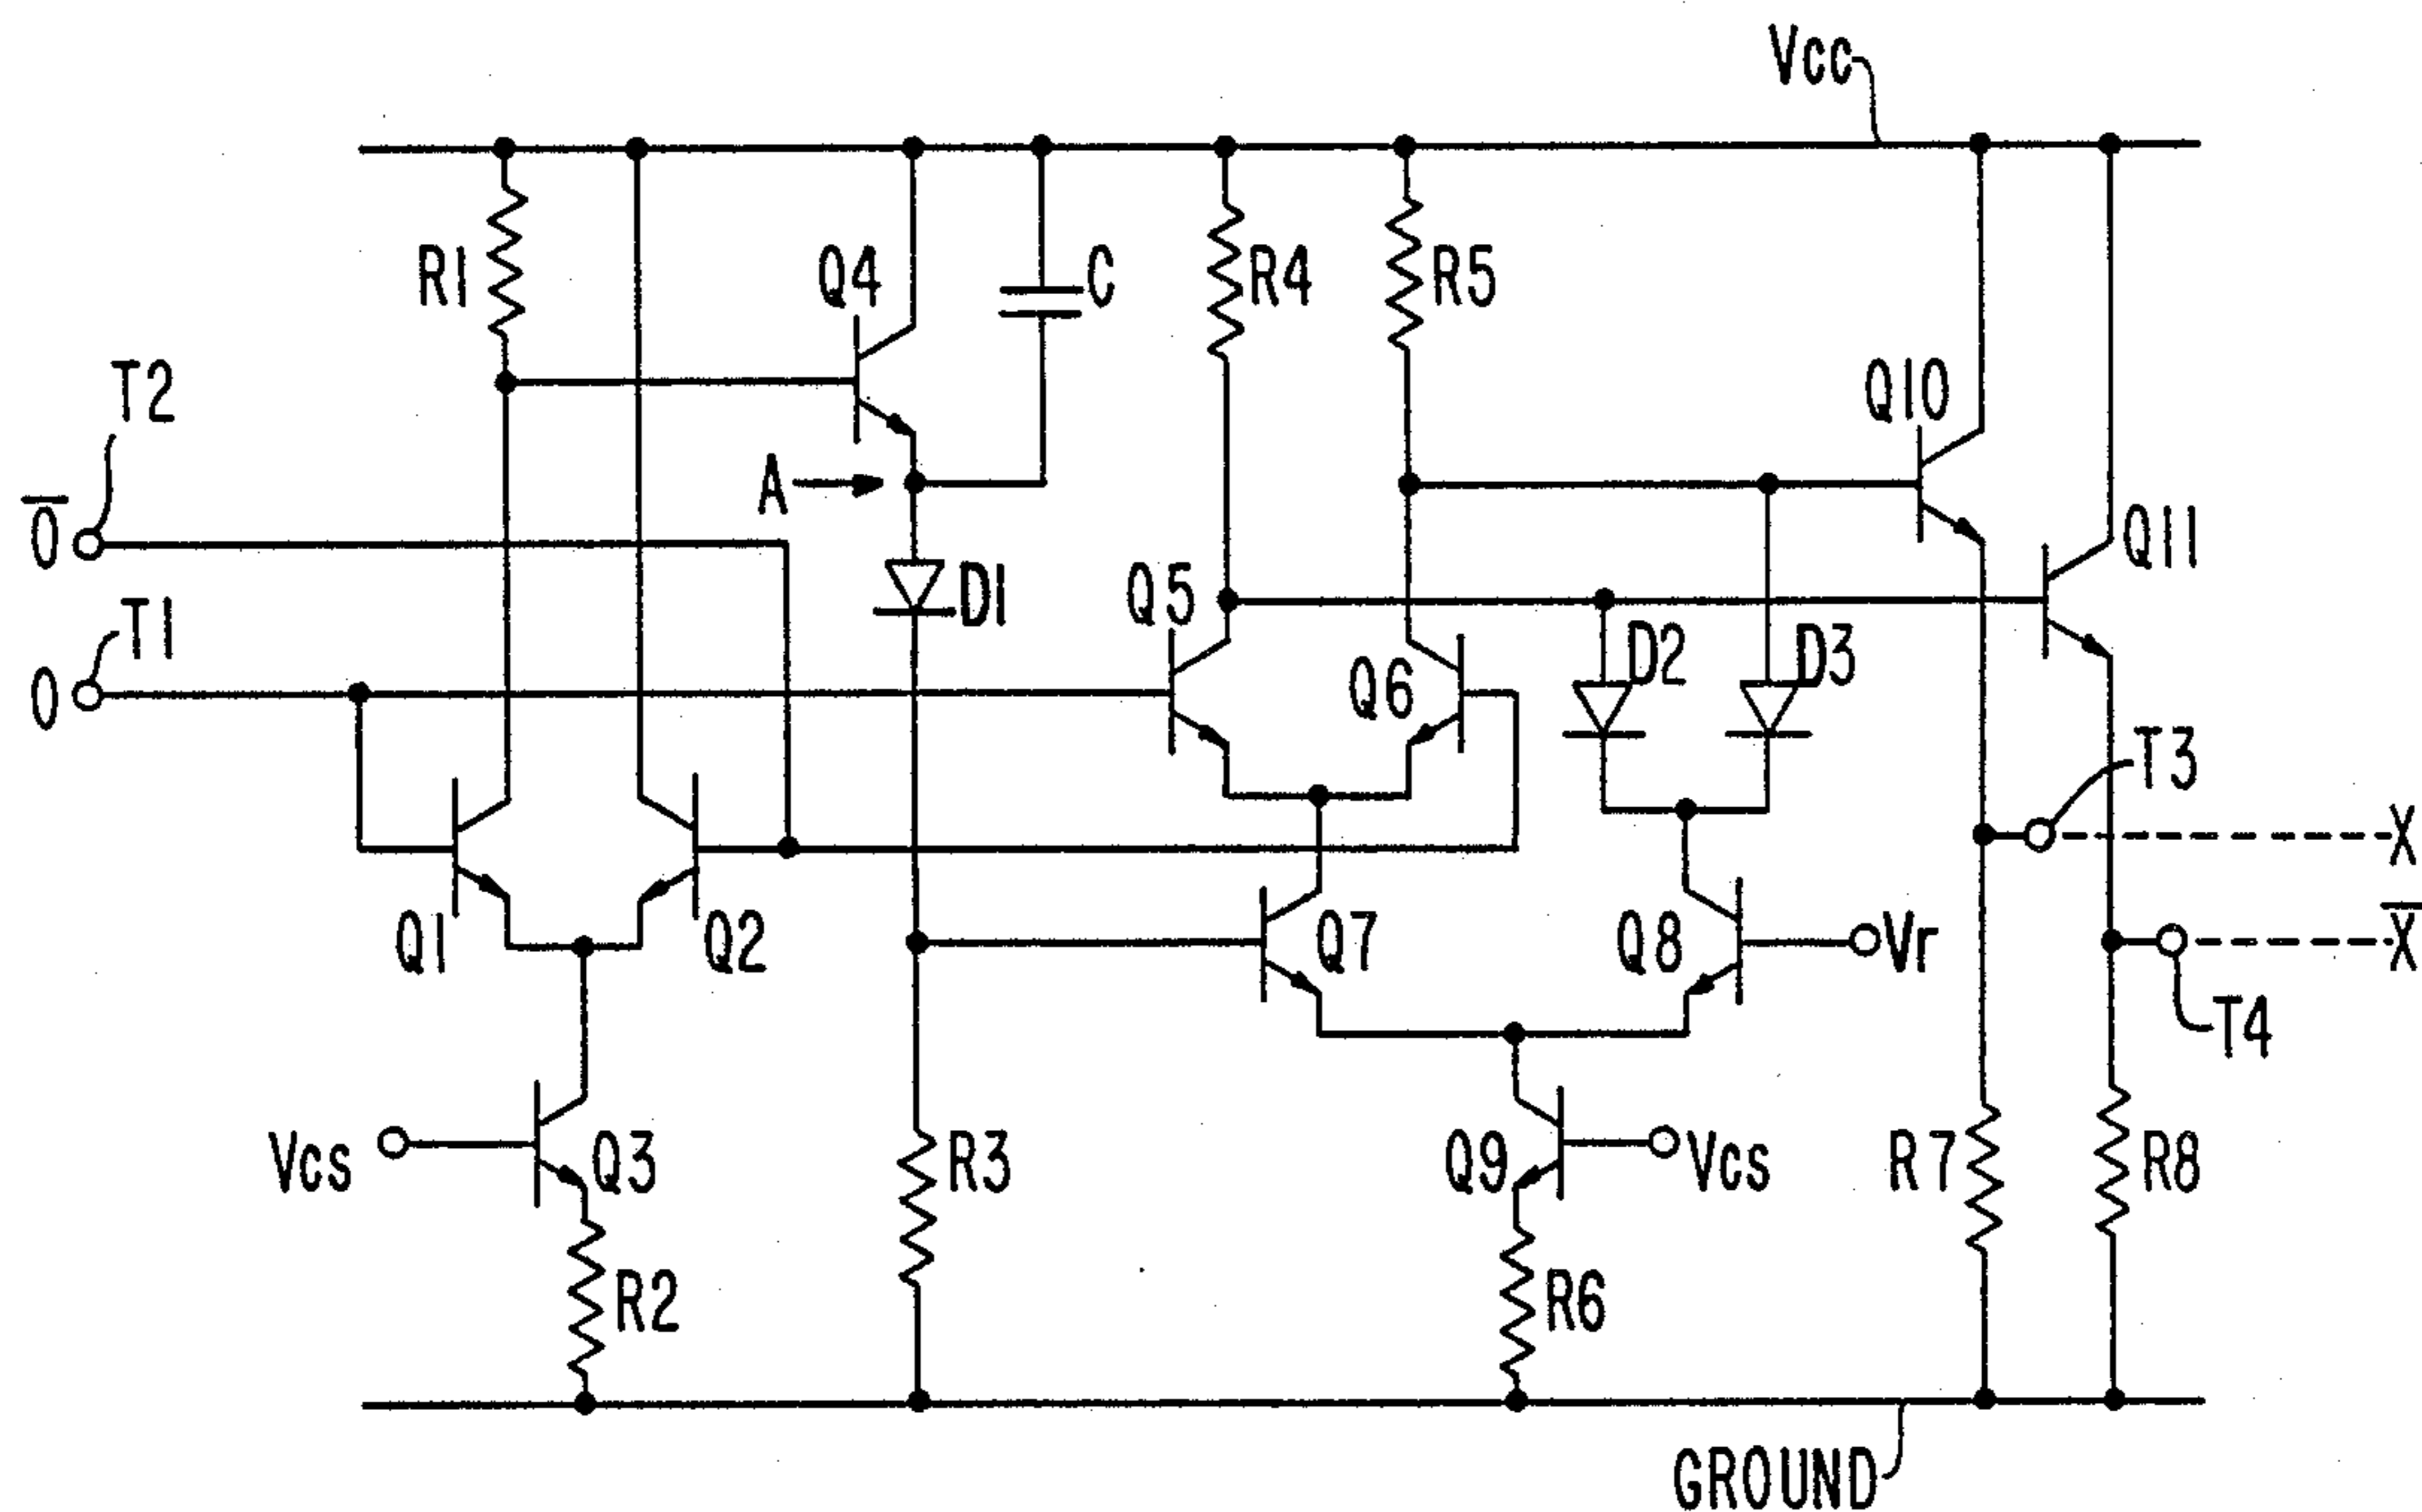 Vcc
R1
Q4
C
R4
R5
T2
Q10
A
O̅
D1
Q5
Q11
T1
D2
D3
O
Q6
T3
X
Q1
Q2
Q7
Q8
Vr
X̅
T4
Vcs
Q3
R3
Q9
Vcs
R7
R8
R2
R6
GROUND